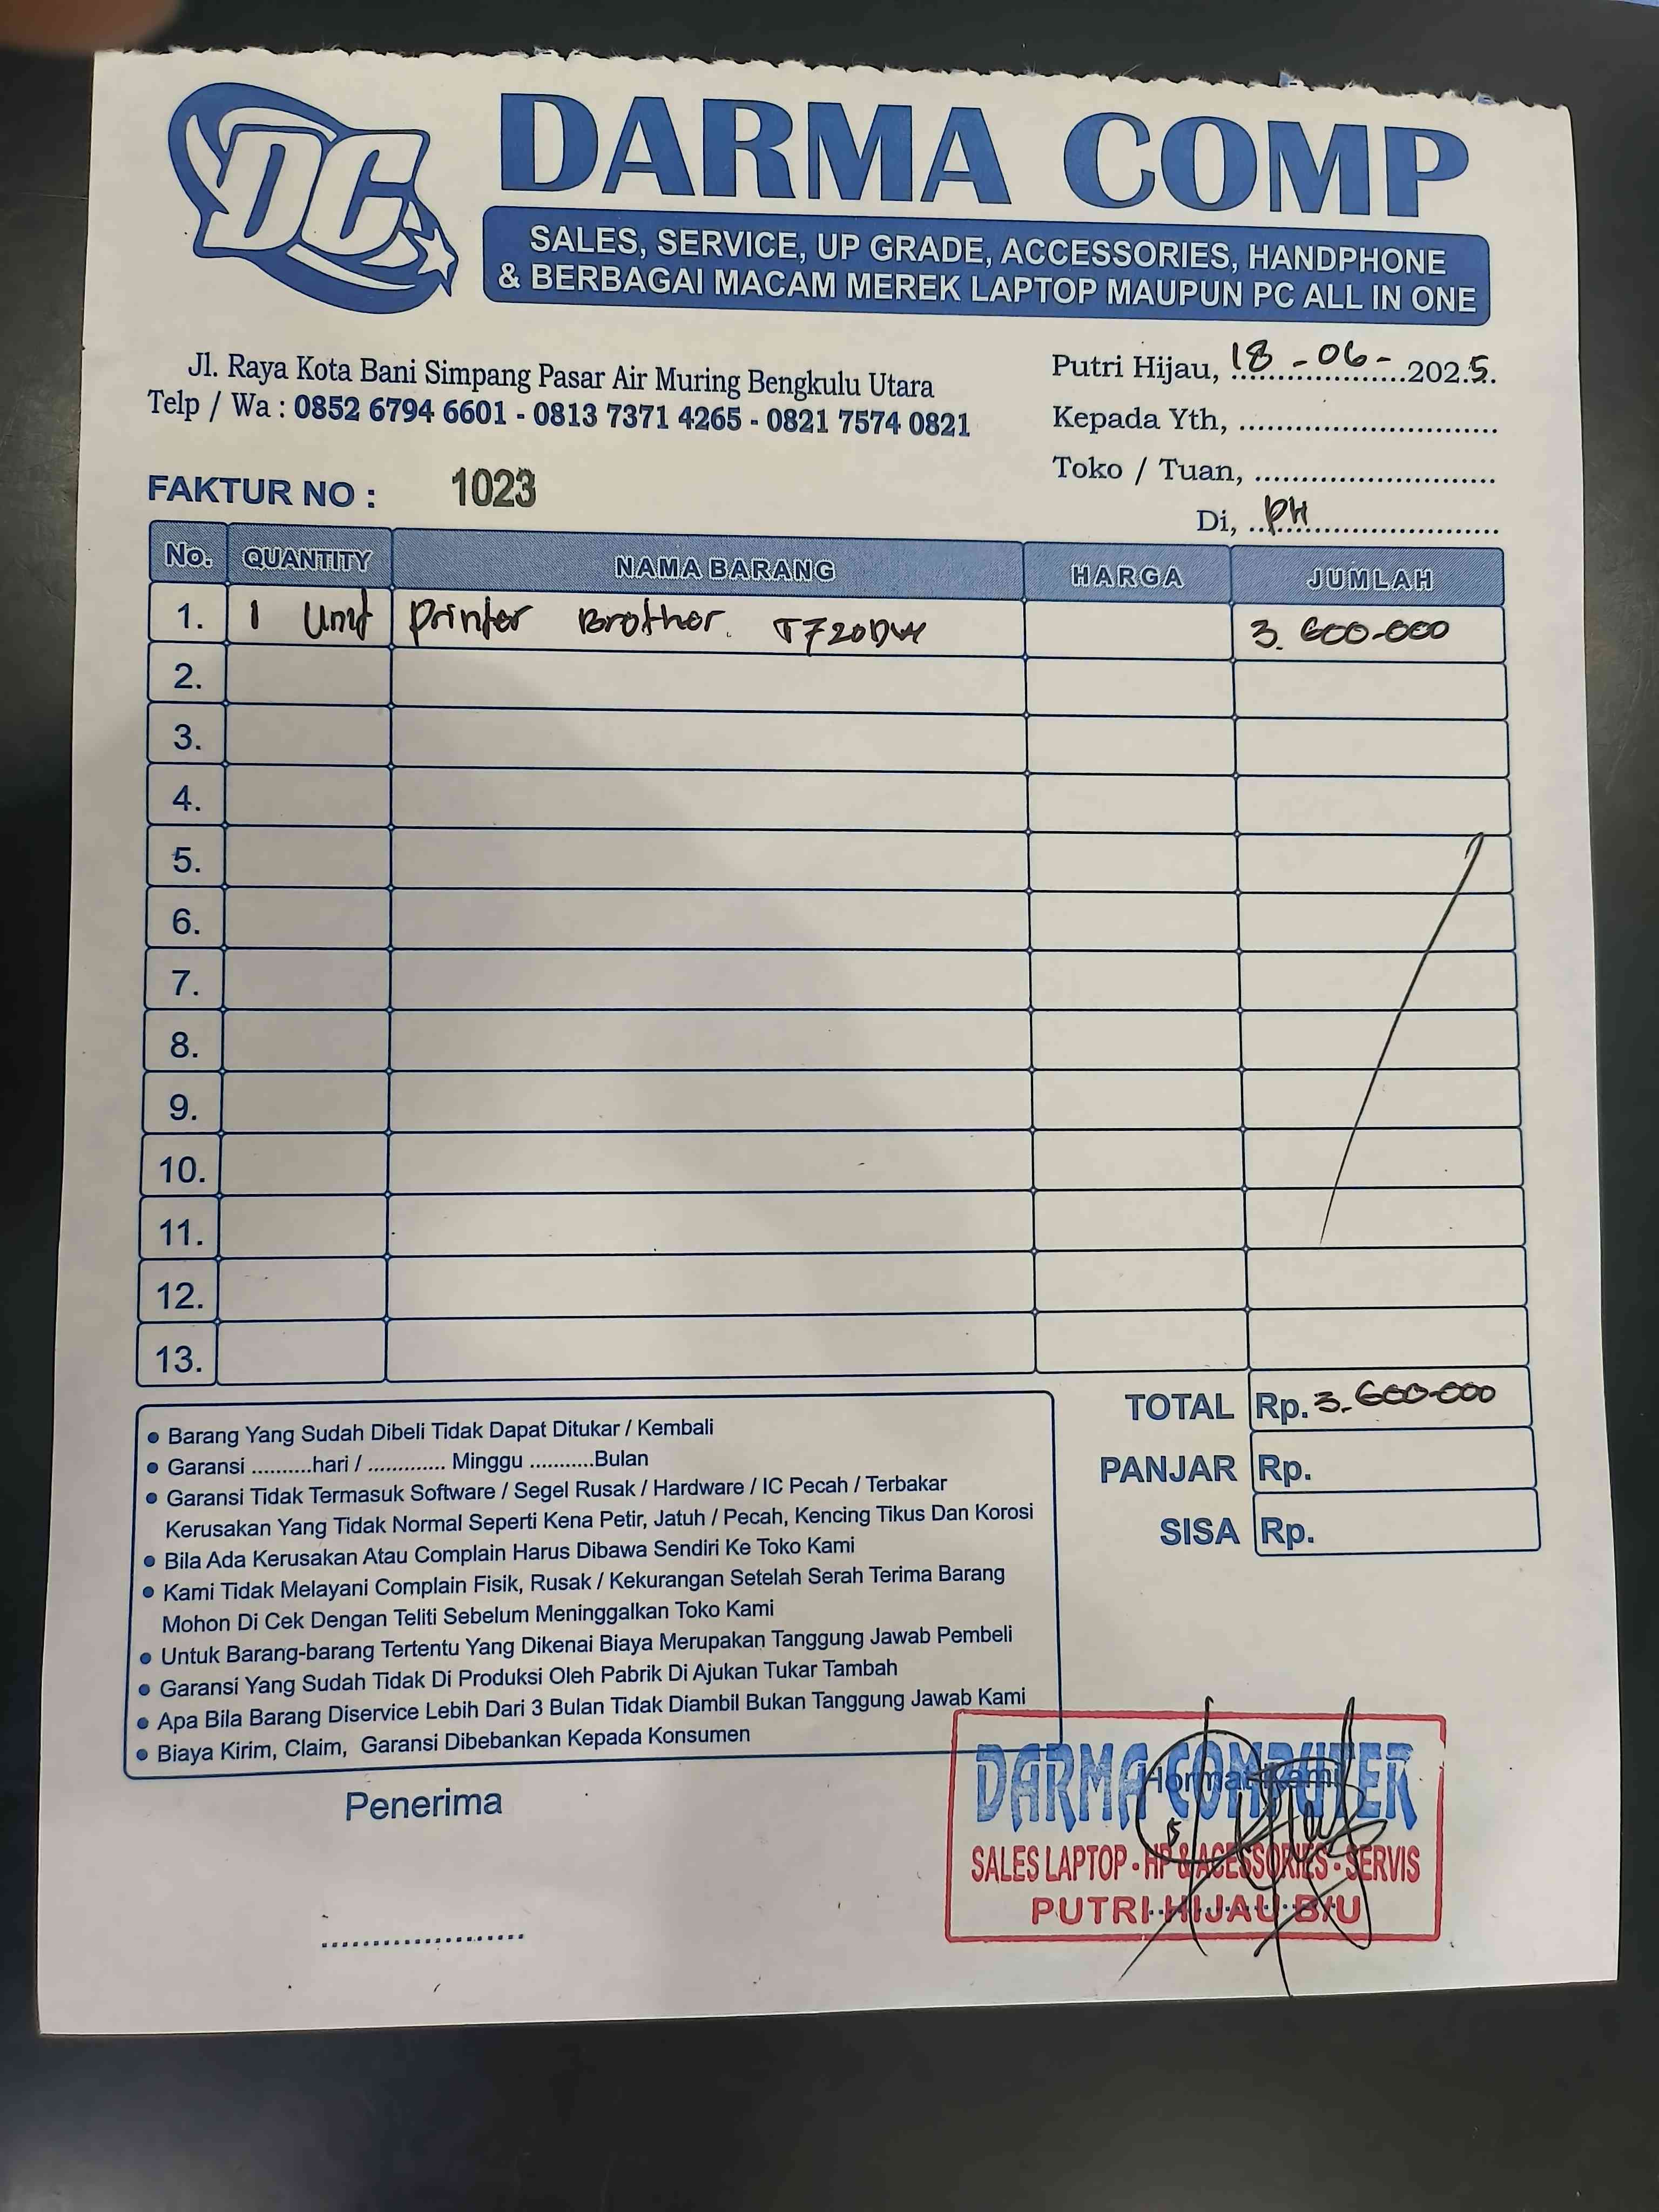 DC
DARMA COMP
SALES, SERVICE, UP GRADE, ACCESSORIES, HANDPHONE
& BERBAGAI MACAM MEREK LAPTOP MAUPUN PC ALL IN ONE
Jl. Raya Kota Bani Simpang Pasar Air Muring Bengkulu Utara
Telp / Wa : 0852 6794 6601 - 0813 7371 4265 - 0821 7574 0821
Putri Hijau, 18 - 06 - 2025.
Kepada Yth, ............................
Toko / Tuan, ..........................
Di, PH
FAKTUR NO : 1023
No. QUANTITY NAMA BARANG HARGA JUMLAH
1. 1 Unit Printer Brother. T720DW 3.600.000
2.
3.
4.
5.
6.
7.
8.
9.
10.
11.
12.
13.
TOTAL Rp. 3.600.000
PANJAR Rp.
SISA Rp.
• Barang Yang Sudah Dibeli Tidak Dapat Ditukar / Kembali
• Garansi ..........hari / ............. Minggu ...........Bulan
• Garansi Tidak Termasuk Software / Segel Rusak / Hardware / IC Pecah / Terbakar
Kerusakan Yang Tidak Normal Seperti Kena Petir, Jatuh / Pecah, Kencing Tikus Dan Korosi
• Bila Ada Kerusakan Atau Complain Harus Dibawa Sendiri Ke Toko Kami
• Kami Tidak Melayani Complain Fisik, Rusak / Kekurangan Setelah Serah Terima Barang
Mohon Di Cek Dengan Teliti Sebelum Meninggalkan Toko Kami
• Untuk Barang-barang Tertentu Yang Dikenai Biaya Merupakan Tanggung Jawab Pembeli
• Garansi Yang Sudah Tidak Di Produksi Oleh Pabrik Di Ajukan Tukar Tambah
• Apa Bila Barang Diservice Lebih Dari 3 Bulan Tidak Diambil Bukan Tanggung Jawab Kami
• Biaya Kirim, Claim, Garansi Dibebankan Kepada Konsumen
Penerima
Hormat Kami
DARMA COMPUTER
SALES LAPTOP - HP & ACESSORIES - SERVIS
PUTRI HIJAU B/U